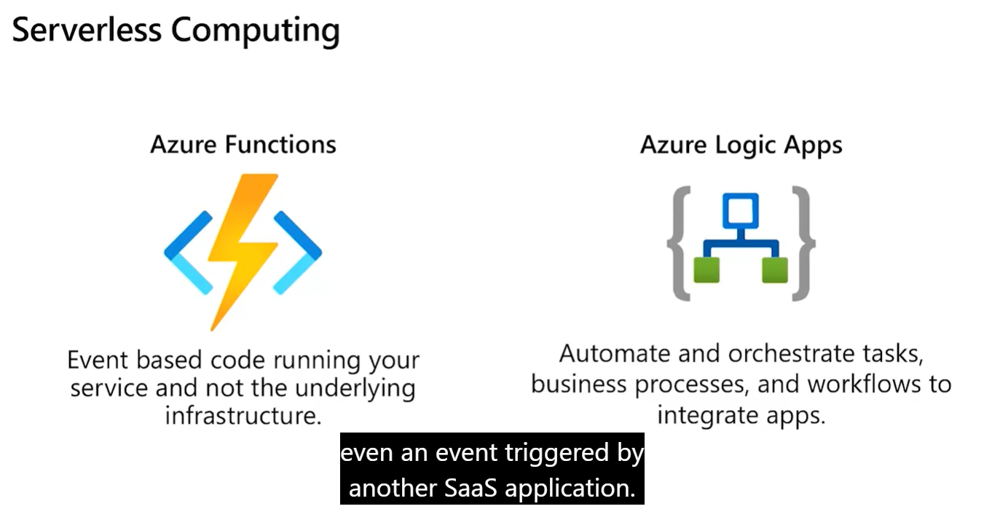 Serverless Computing
Azure Functions
Event based code running your
service and not the underlying
infrastructure.
Azure Logic Apps
Automate and orchestrate tasks,
business processes, and workflows to
integrate apps.
even an event triggered by
another SaaS application.